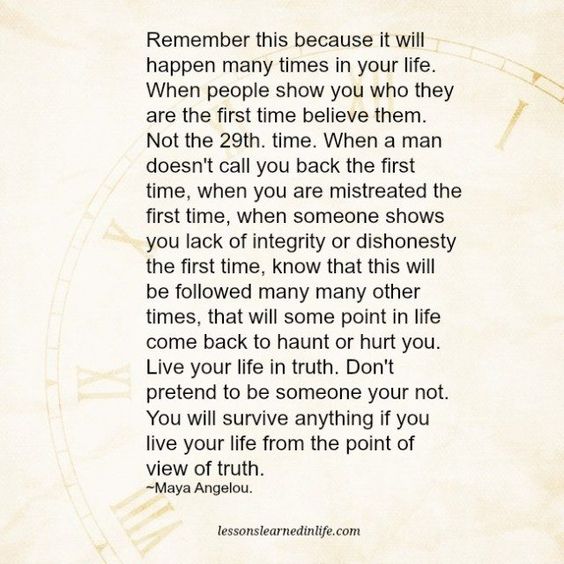 Remember this because it will
happen many times in your life.
When people show you who they
are the first time believe them.
Not the 29th. time. When a man
doesn't call you back the first
time, when you are mistreated the
first time, when someone shows
you lack of integrity or dishonesty
the first time, know that this will
be followed many many other
times, that will some point in life
come back to haunt or hurt you.
Live your life in truth. Don't
pretend to be someone your not.
You will survive anything if you
live your life from the point of
view of truth.
~Maya Angelou.
lessonslearnedinlife.com
I
X
IX
VIII